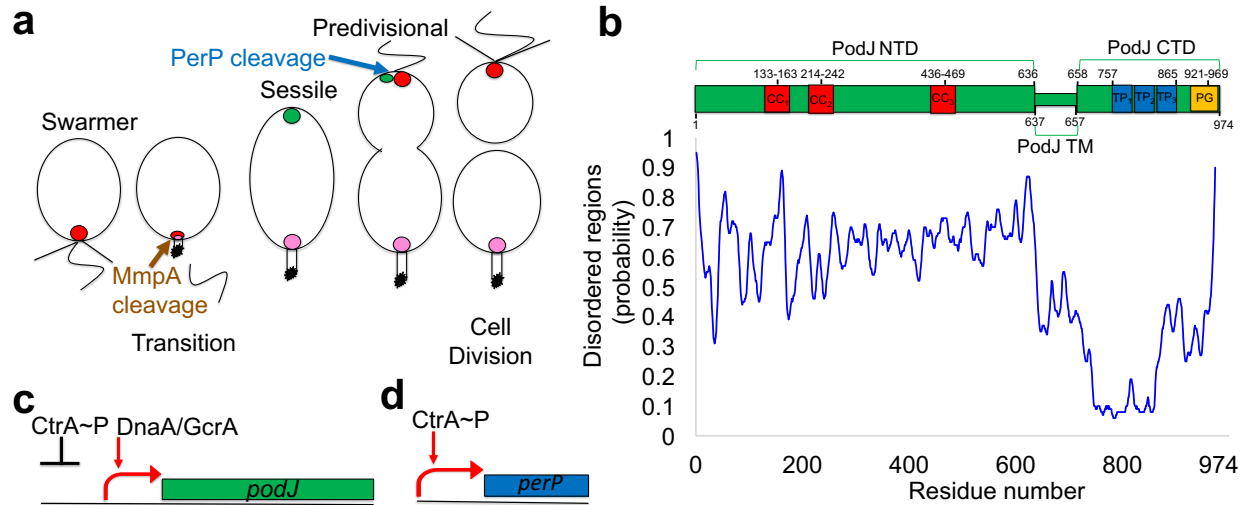 a
Predivisional
PerP cleavage
Sessile
Swarmer
MmpA
cleavage
Transition
Cell
Division
b
PodJ NTD
PodJ CTD
133-163 214-242 436-469 636 658 757 865 921-969
CC1 CC2 CC3 TP1 TP2 TP3 PG
1 637 657 974
PodJ TM
Disordered regions
(probability)
1
0.9
0.8
0.7
0.6
0.5
0.4
0.3
0.2
0.1
0
0 200 400 600 800 974
Residue number
c
CtrA~P DnaA/GcrA
podJ
d
CtrA~P
perP